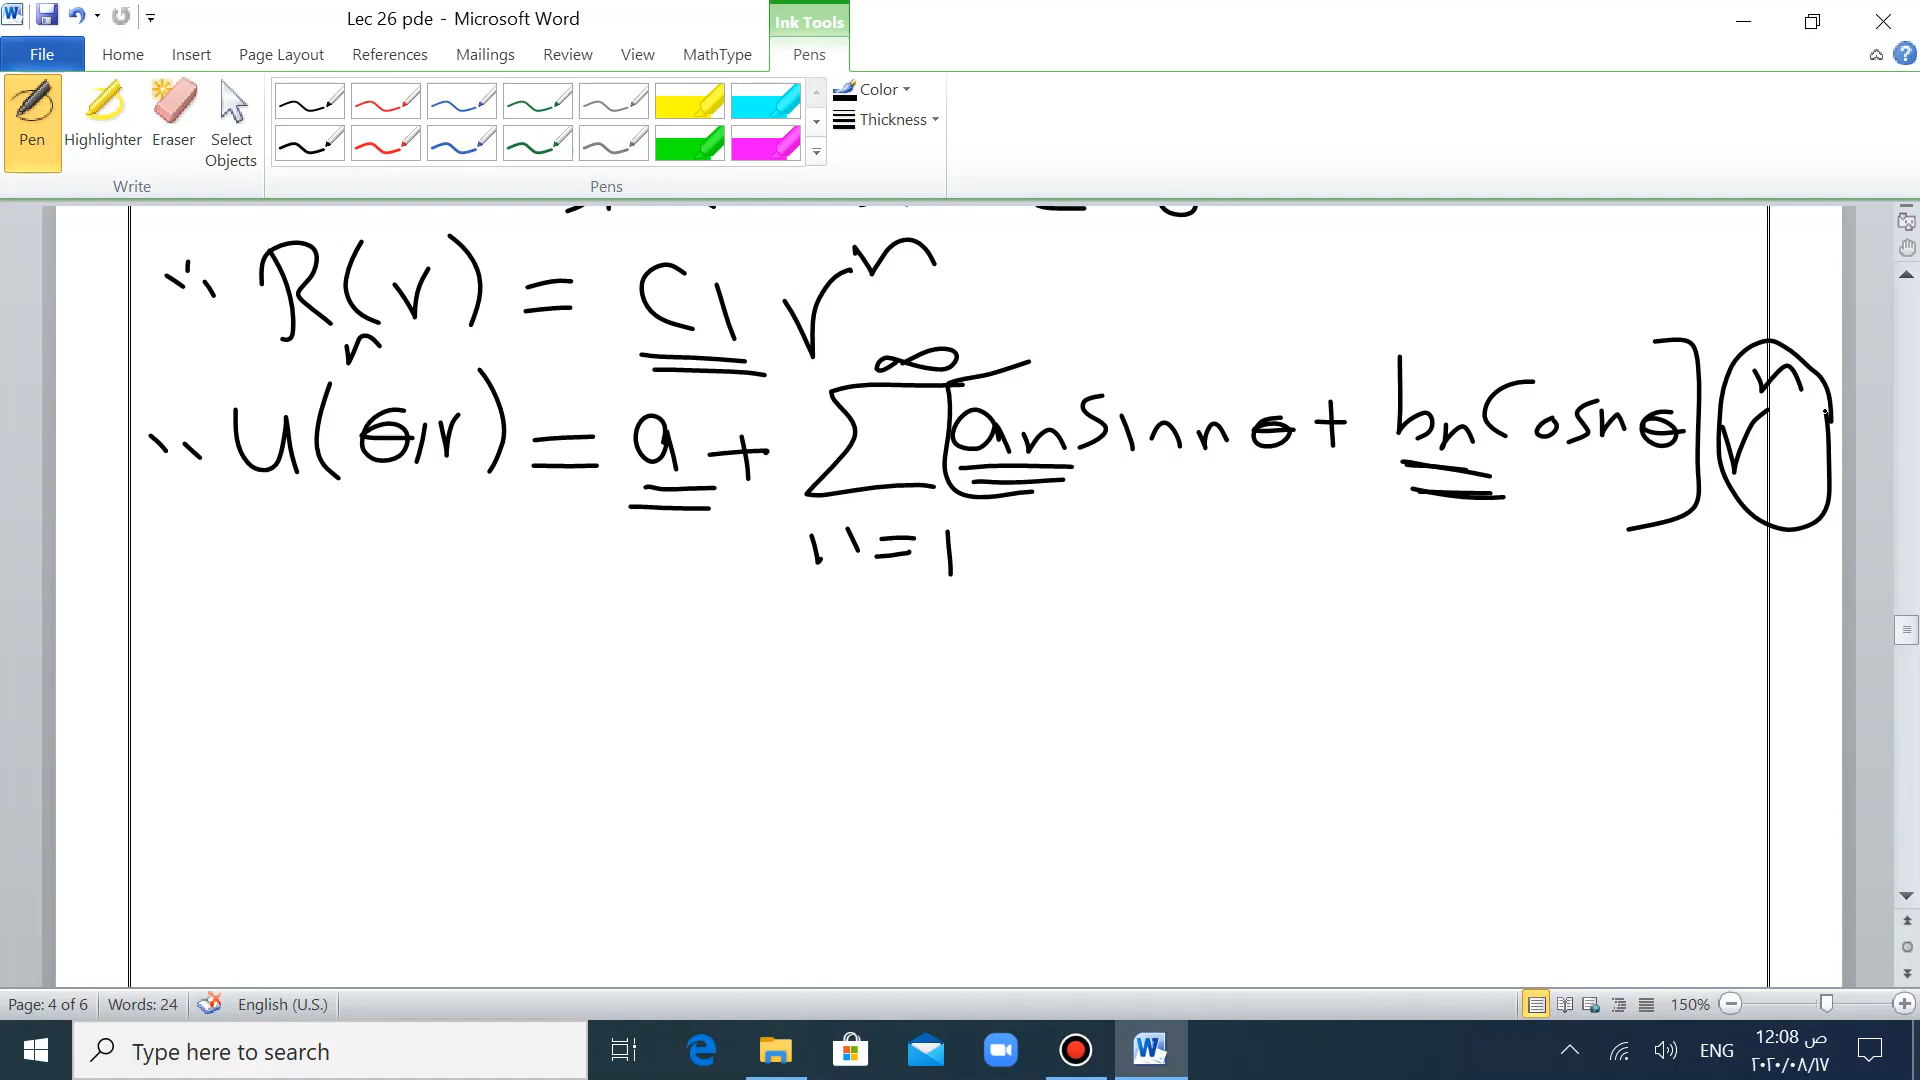 Lec 26 pde - Microsoft Word
Ink Tools
File Home Insert Page Layout References Mailings Review View MathType Pens
Pen Highlighter Eraser Select Objects
Color
Thickness
Write
Pens
∴ R(r) = C1 r^n
n
∴ U(θ,r) = a + ∑ [an sin nθ + bn Cos nθ] r^n
∞
n=1
Page: 4 of 6 Words: 24 English (U.S.) 150%
Type here to search
ENG
12:08 ص
٢٠٢٠/٠٨/١٧